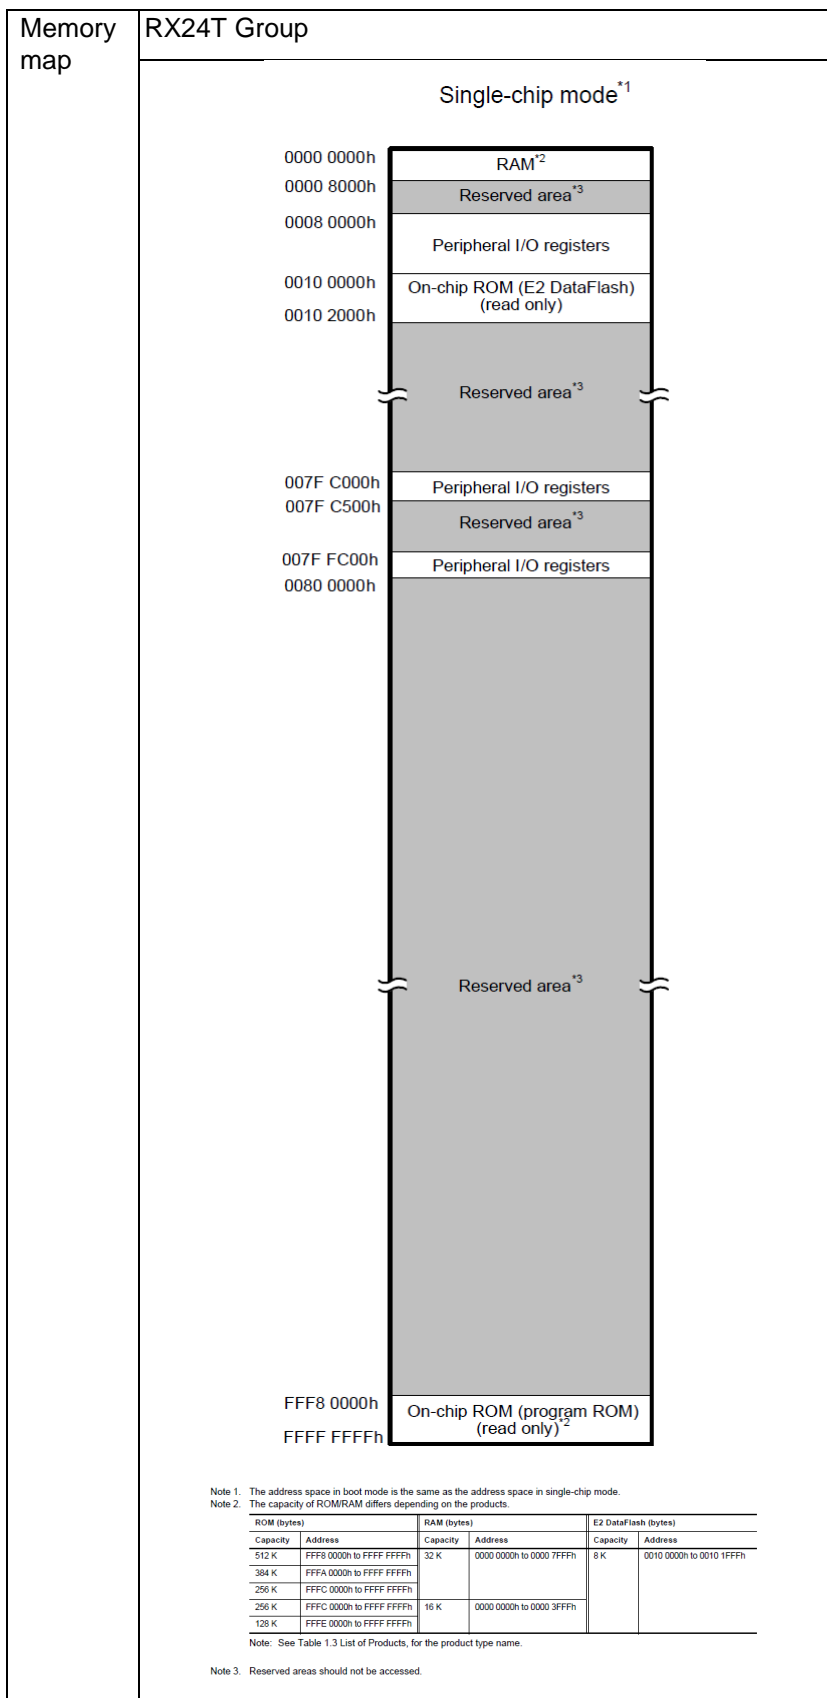 Memory map
RX24T Group
Single-chip mode*1
0000 0000h
RAM*2
0000 8000h
Reserved area*3
0008 0000h
Peripheral I/O registers
0010 0000h
On-chip ROM (E2 DataFlash)
(read only)
0010 2000h
Reserved area*3
007F C000h
Peripheral I/O registers
007F C500h
Reserved area*3
007F FC00h
Peripheral I/O registers
0080 0000h
Reserved area*3
FFF8 0000h
On-chip ROM (program ROM)
(read only)*2
FFFF FFFFh
Note 1. The address space in boot mode is the same as the address space in single-chip mode.
Note 2. The capacity of ROM/RAM differs depending on the products.
ROM (bytes) RAM (bytes) E2 DataFlash (bytes)
Capacity Address Capacity Address Capacity Address
512 K FFF8 0000h to FFFF FFFFh 32 K 0000 0000h to 0000 7FFFh 8 K 0010 0000h to 0010 1FFFh
384 K FFFA 0000h to FFFF FFFFh
256 K FFFC 0000h to FFFF FFFFh
256 K FFFC 0000h to FFFF FFFFh 16 K 0000 0000h to 0000 3FFFh
128 K FFFE 0000h to FFFF FFFFh
Note: See Table 1.3 List of Products, for the product type name.
Note 3. Reserved areas should not be accessed.